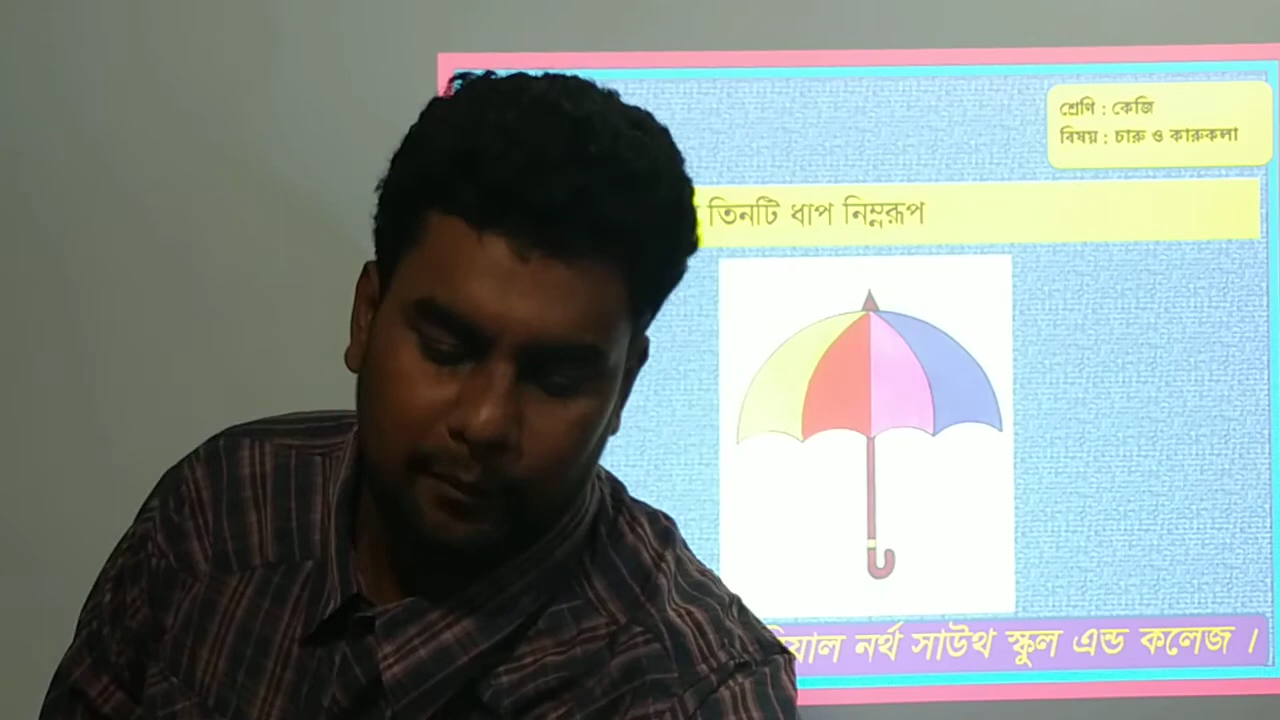 শ্রেণি : কেজি
বিষয় : চারু ও কারুকলা
তিনটি ধাপ নিম্নরূপ
নর্থ সাউথ স্কুল এন্ড কলেজ ।